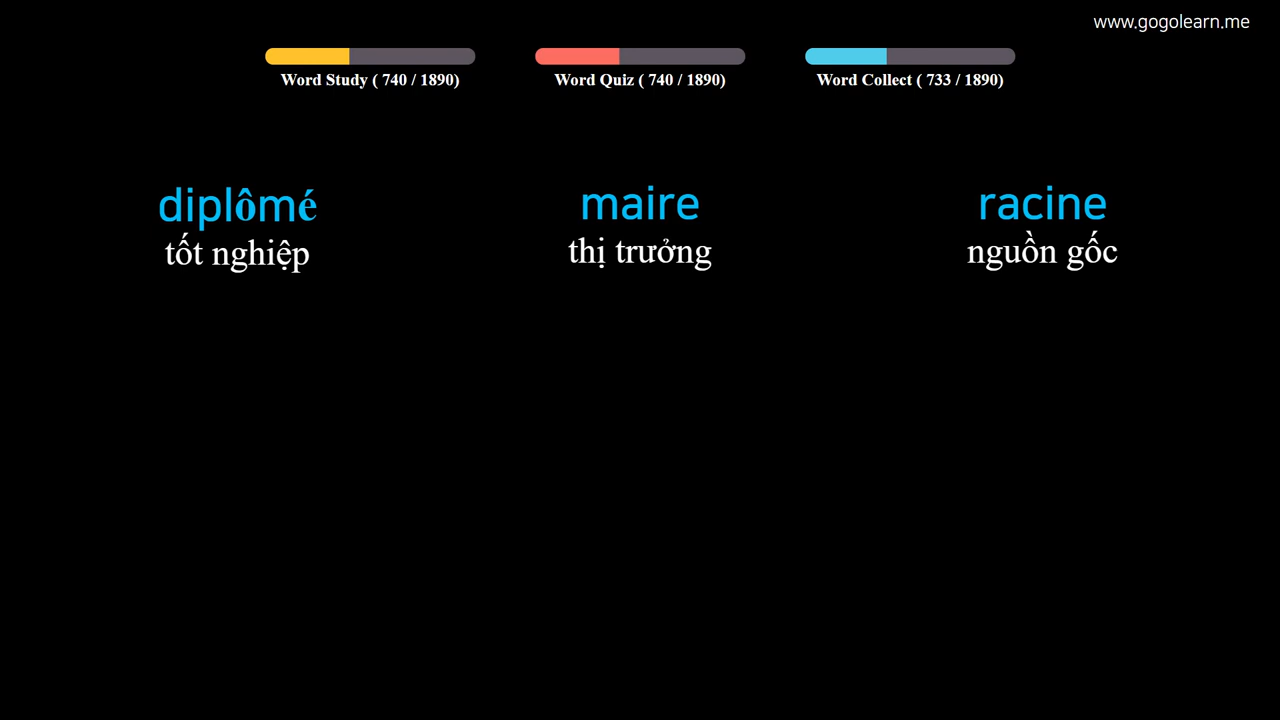 www.gogolearn.me
Word Study ( 740 / 1890)
Word Quiz ( 740 / 1890)
Word Collect ( 733 / 1890)
diplômé
maire
racine
tốt nghiệp
thị trưởng
nguồn gốc